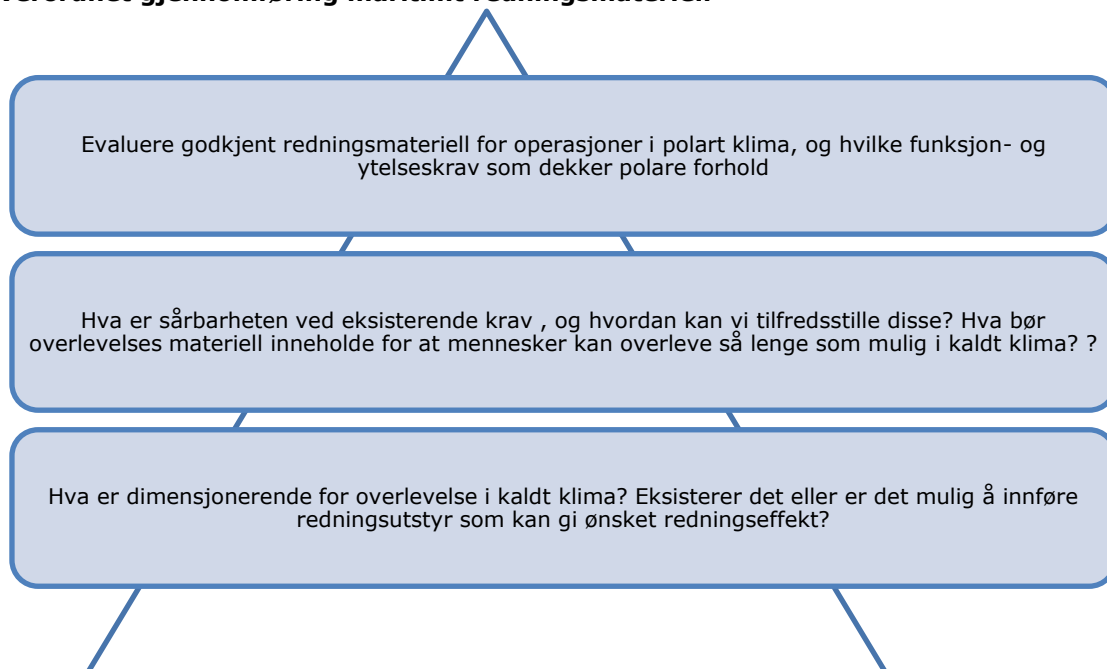 Evaluere godkjent redningsmateriell for operasjoner i polart klima, og hvilke funksjon- og
ytelseskrav som dekker polare forhold
Hva er sårbarheten ved eksisterende krav , og hvordan kan vi tilfredsstille disse? Hva bør
overlevelses materiell inneholde for at mennesker kan overleve så lenge som mulig i kaldt klima? ?
Hva er dimensjonerende for overlevelse i kaldt klima? Eksisterer det eller er det mulig å innføre
redningsutstyr som kan gi ønsket redningseffekt?